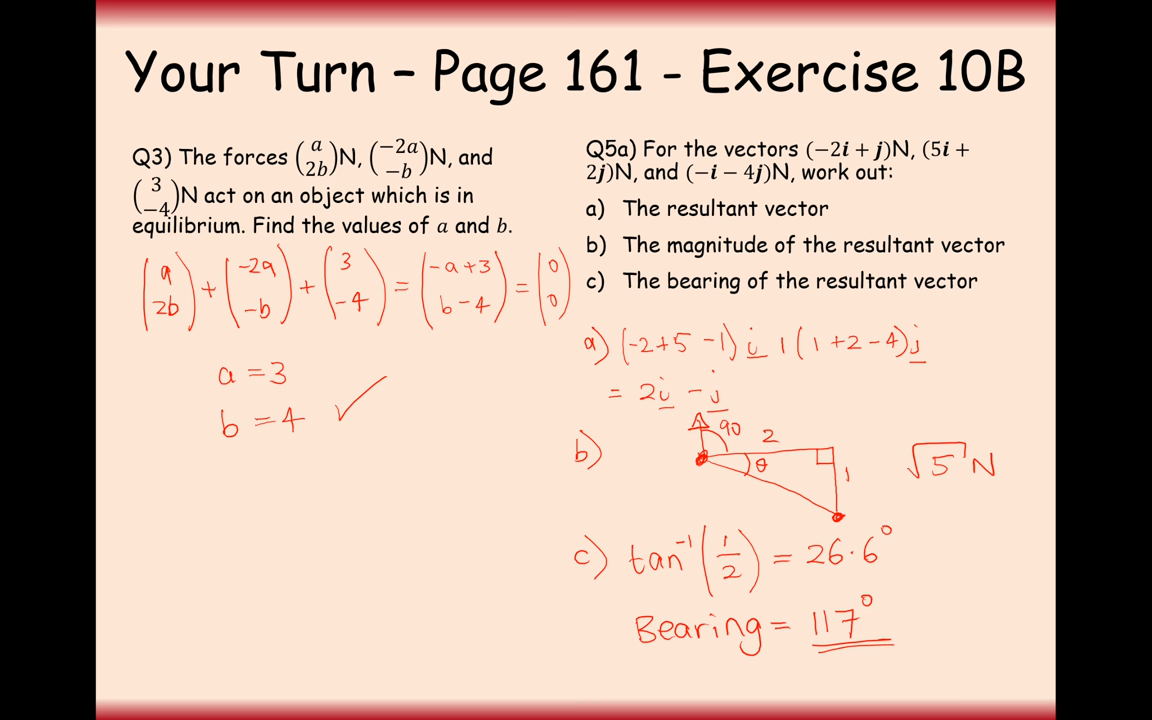 Your Turn – Page 161 - Exercise 10B
Q3) The forces (a 2b)N, (−2a −b)N, and
(3 −4)N act on an object which is in
equilibrium. Find the values of a and b.
(a 2b) + (-2a -b) + (3 -4) = (-a+3 b-4) = (0 0)
a = 3
b = 4 ✓
Q5a) For the vectors (−2i + j)N, (5i +
2j)N, and (−i − 4j)N, work out:
a) The resultant vector
b) The magnitude of the resultant vector
c) The bearing of the resultant vector
a) (-2+5-1)i + (1+2-4)j
= 2i - j
b) 90 2 θ 1 √5 N
c) tan⁻¹(1/2) = 26.6°
Bearing = 117°